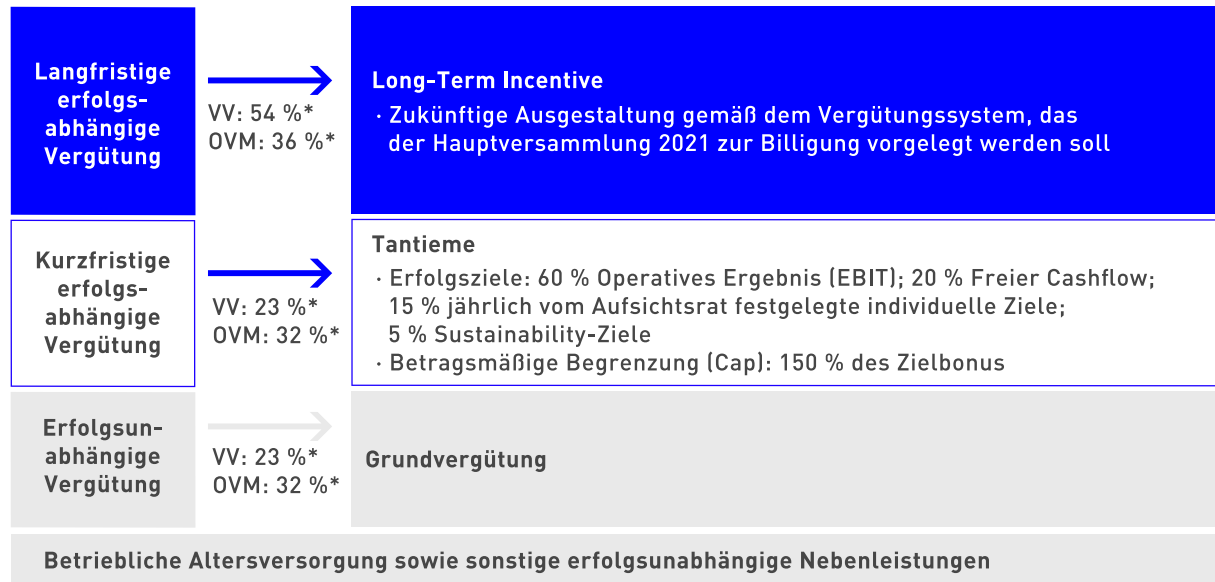 Langfristige
erfolgs-
abhängige
Vergütung
VV: 54 %*
OVM: 36 %*
Long-Term Incentive
· Zukünftige Ausgestaltung gemäß dem Vergütungssystem, das
der Hauptversammlung 2021 zur Billigung vorgelegt werden soll
Kurzfristige
erfolgs-
abhängige
Vergütung
VV: 23 %*
OVM: 32 %*
Tantieme
· Erfolgsziele: 60 % Operatives Ergebnis (EBIT); 20 % Freier Cashflow;
15 % jährlich vom Aufsichtsrat festgelegte individuelle Ziele;
5 % Sustainability-Ziele
· Betragsmäßige Begrenzung (Cap): 150 % des Zielbonus
Erfolgsun-
abhängige
Vergütung
VV: 23 %*
OVM: 32 %*
Grundvergütung
Betriebliche Altersversorgung sowie sonstige erfolgsunabhängige Nebenleistungen